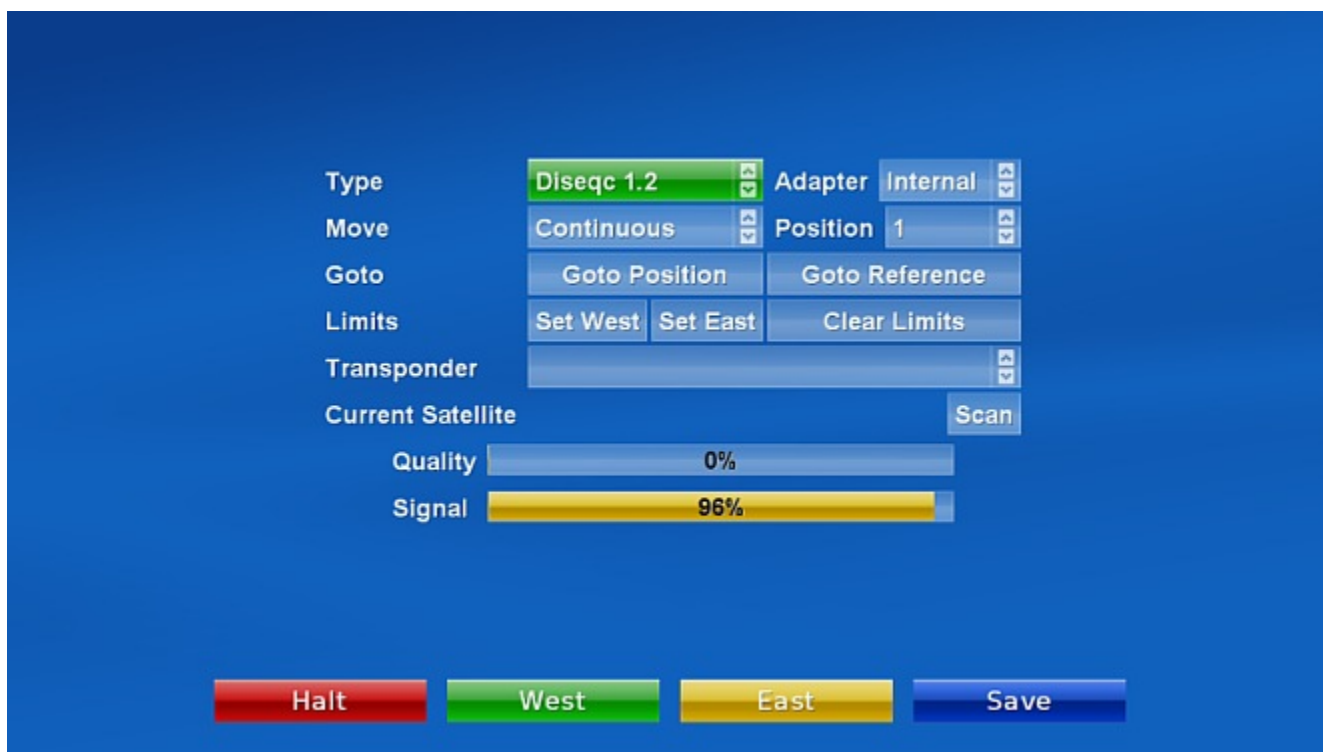 Type Diseqc 1.2 Adapter Internal
Move Continuous Position 1
Goto Goto Position Goto Reference
Limits Set West Set East Clear Limits
Transponder
Current Satellite Scan
Quality 0%
Signal 96%
Halt West East Save